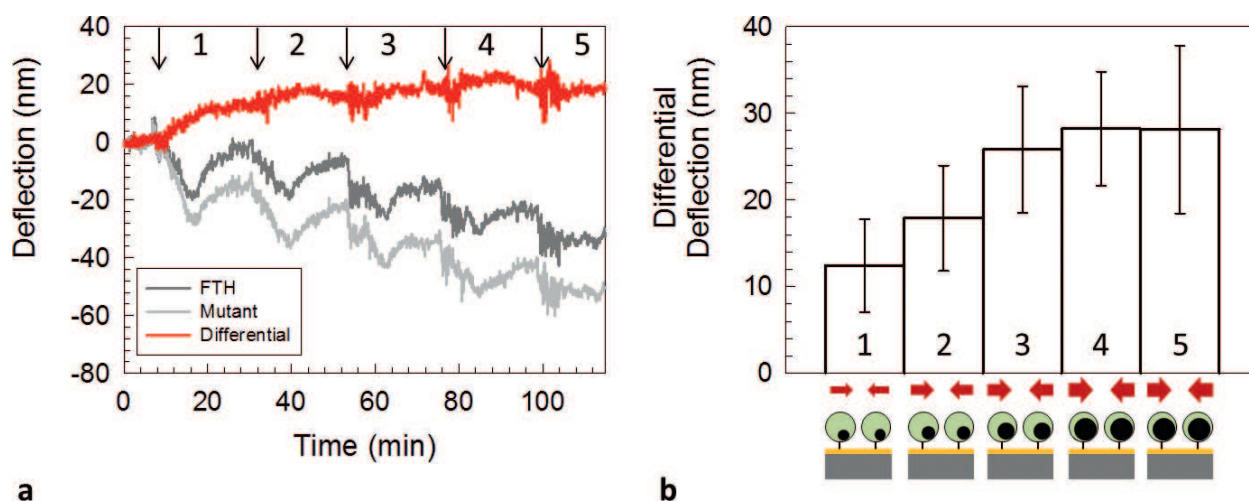 40
20
0
-20
-40
-60
-80
1 2 3 4 5
Deflection (nm)
FTH
Mutant
Differential
0 20 40 60 80 100
Time (min)
a
40
30
20
10
0
Differential
Deflection (nm)
1 2 3 4 5
b